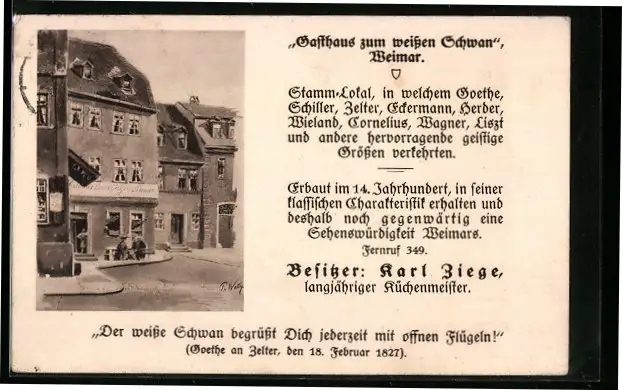 „Gasthaus zum weißen Schwan",
Weimar.
Stamm-Lokal, in welchem Goethe,
Schiller, Zelter, Eckermann, Herder,
Wieland, Cornelius, Wagner, Liszt
und andere hervorragende geistige
Größen verkehrten.
Erbaut im 14. Jahrhundert, in seiner
klassischen Charakteristik erhalten und
deshalb noch gegenwärtig eine
Sehenswürdigkeit Weimars.
Fernruf 349.
Besitzer: Karl Ziege,
langjähriger Küchenmeister.
„Der weiße Schwan begrüßt Dich jederzeit mit offnen Flügeln!"
(Goethe an Zelter, den 18. Februar 1827).